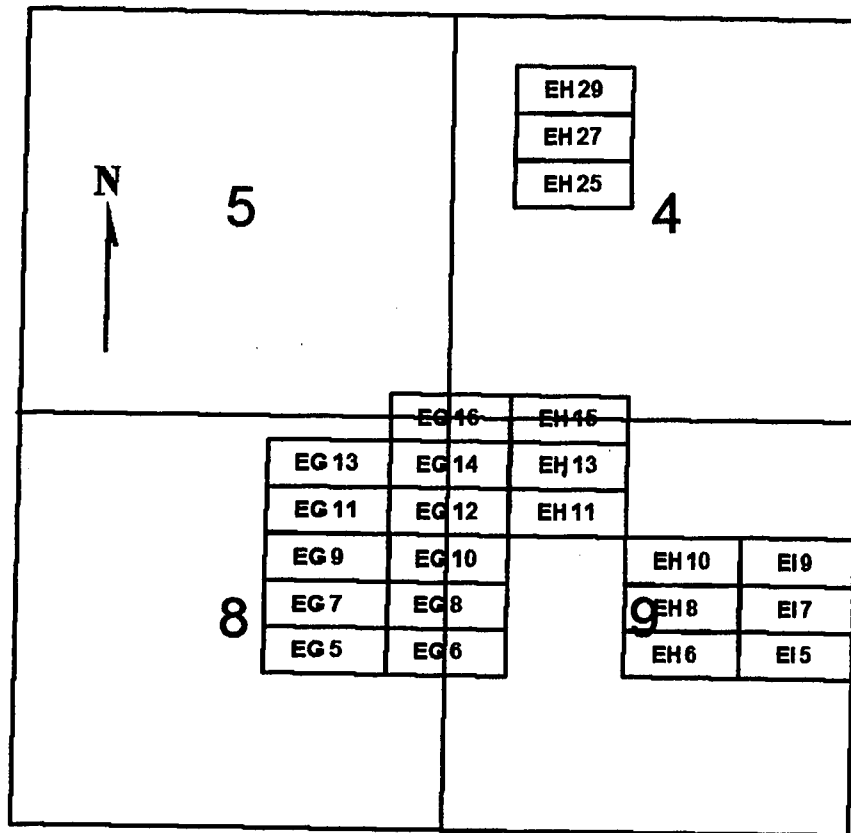 EH 29
EH 27
EH 25
N
5
4
EG 16 EH 15
EG 13 EG 14 EH 13
EG 11 EG 12 EH 11
EG 9 EG 10 EH 10 EI 9
EG 7 EG 8 EH 8 EI 7
8
9
EG 5 EG 6 EH 6 EI 5